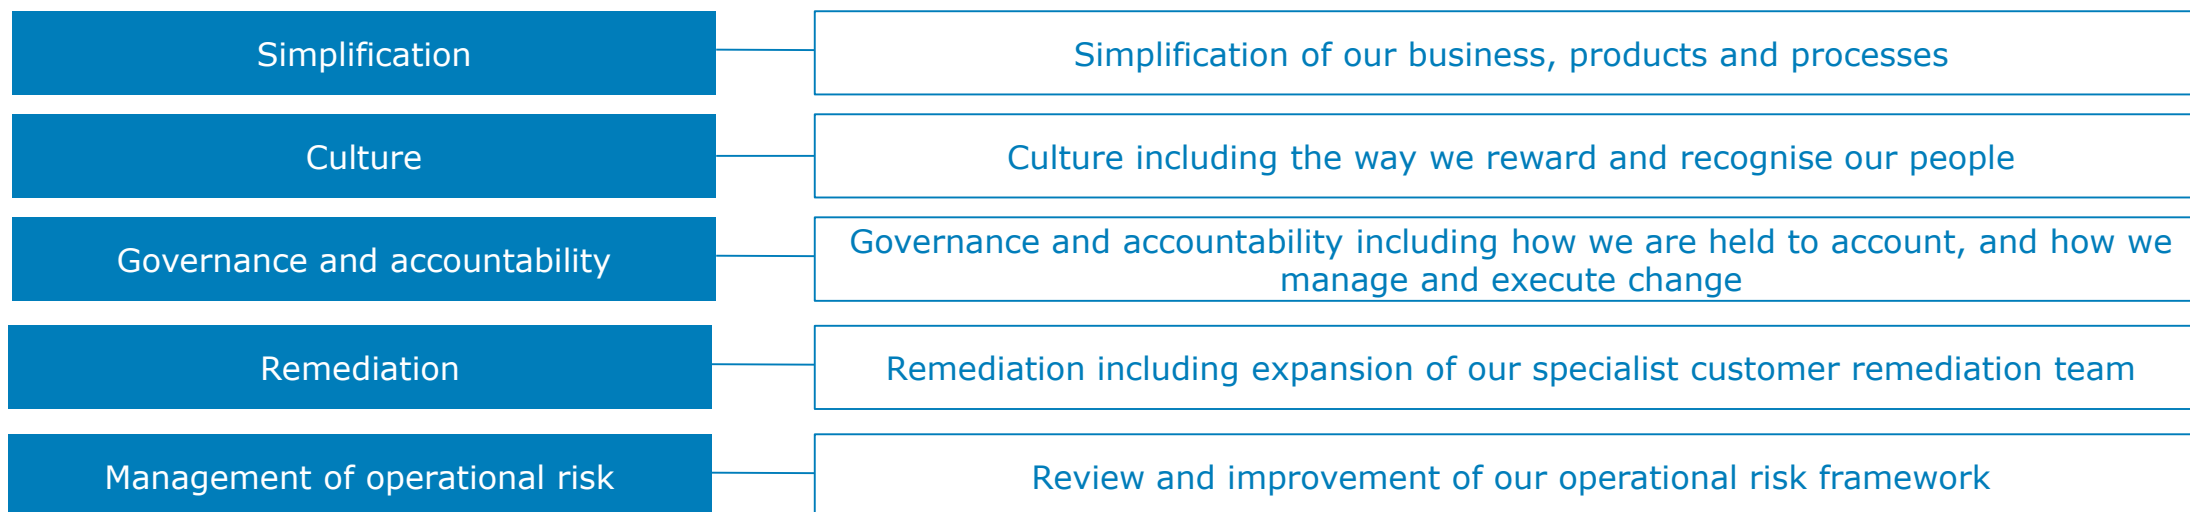 Simplification
Simplification of our business, products and processes
Culture
Culture including the way we reward and recognise our people
Governance and accountability
Governance and accountability including how we are held to account, and how we
manage and execute change
Remediation
Remediation including expansion of our specialist customer remediation team
Management of operational risk
Review and improvement of our operational risk framework